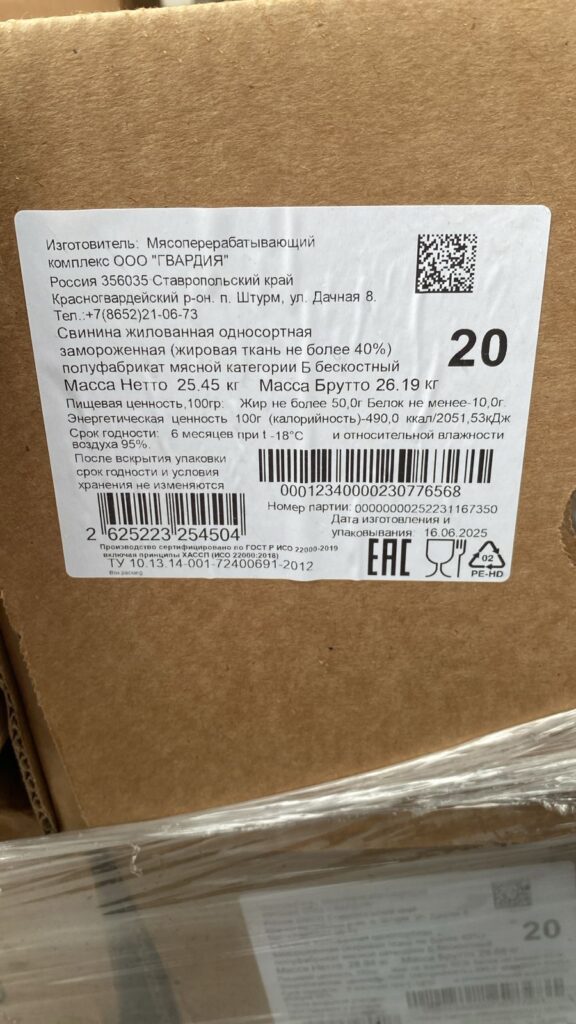 Изготовитель: Мясоперерабатывающий
комплекс ООО "ГВАРДИЯ"
Россия 356035 Ставропольский край
Красногвардейский р-он. п. Штурм, ул. Дачная 8.
Тел.:+7(8652)21-06-73
Свинина жилованная односортная
замороженная (жировая ткань не более 40%)
полуфабрикат мясной категории Б бескостный
20
Масса Нетто 25.45 кг Масса Брутто 26.19 кг
Пищевая ценность,100гр: Жир не более 50,0г Белок не менее-10,0г.
Энергетическая ценность 100г (калорийность)-490,0 ккал/2051,53кДж
Срок годности: 6 месяцев при t -18°С и относительной влажности
воздуха 95%.
После вскрытия упаковки
срок годности и условия
хранения не изменяются
00012340000230776568
Номер партии: 00000000252231167350
Дата изготовления и
упаковывания: 16.06.2025
2 625223 254504
Производство сертифицировано по ГОСТ Р ИСО 22000-2019
включая принципы ХАССП (ИСО 22000:2018)
ТУ 10.13.14-001-72400691-2012
EAC
02
PE-HD
20
Масса Нетто
Масса Брутто